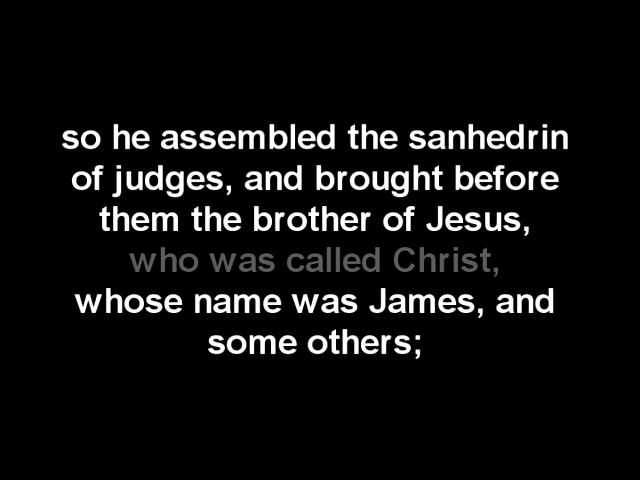 so he assembled the sanhedrin
of judges, and brought before
them the brother of Jesus,
who was called Christ,
whose name was James, and
some others;